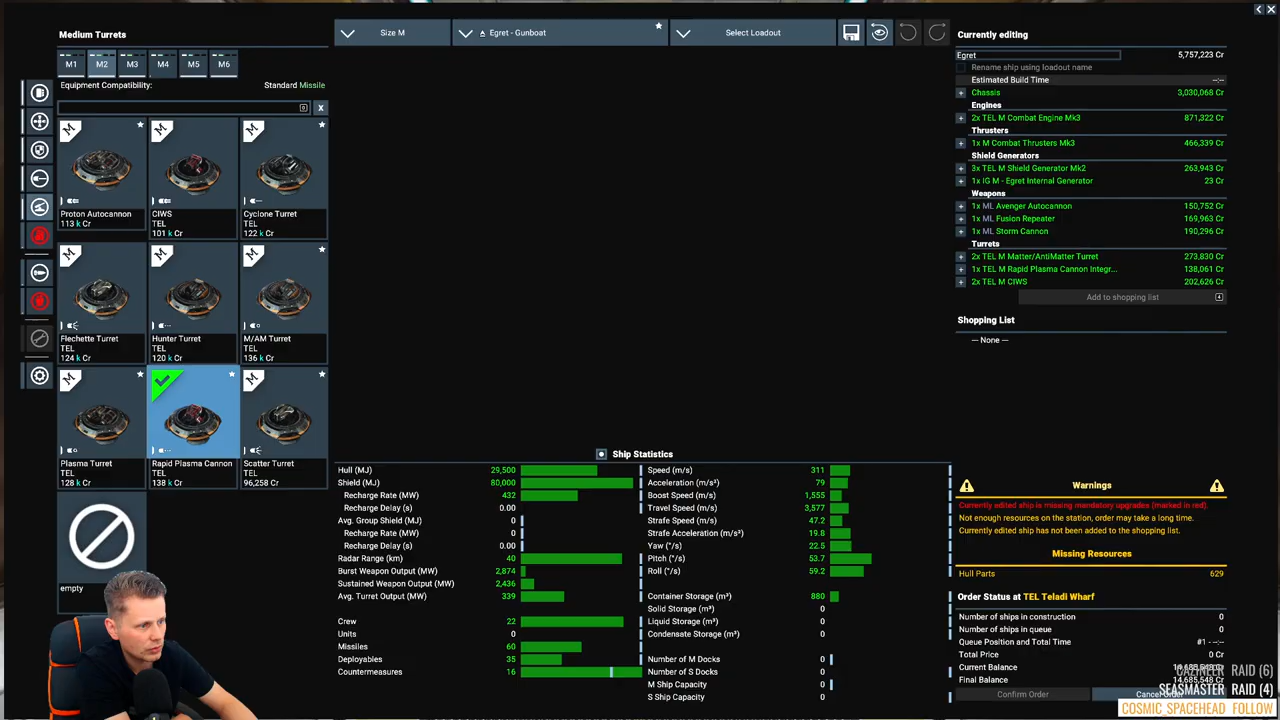 Medium Turrets
M1 M2 M3 M4 M5 M6
Equipment Compatibility: Standard Missile
Proton Autocannon
113 k Cr
CIWS
TEL
101 k Cr
Cyclone Turret
TEL
122 k Cr
Flechette Turret
TEL
124 k Cr
Hunter Turret
TEL
120 k Cr
M/AM Turret
TEL
136 k Cr
Plasma Turret
TEL
128 k Cr
Rapid Plasma Cannon
TEL
138 k Cr
Scatter Turret
TEL
96,258 Cr
empty
Size M
Egret - Gunboat
Select Loadout
Ship Statistics
Hull (MJ) 29,500
Shield (MJ) 80,000
Recharge Rate (MW) 432
Recharge Delay (s) 0.00
Avg. Group Shield (MJ) 0
Recharge Rate (MW) 0
Recharge Delay (s) 0.00
Radar Range (km) 40
Burst Weapon Output (MW) 2,874
Sustained Weapon Output (MW) 2,436
Avg. Turret Output (MW) 339
Crew 22
Units 0
Missiles 60
Deployables 35
Countermeasures 16
Speed (m/s) 311
Acceleration (m/s²) 79
Boost Speed (m/s) 1,555
Travel Speed (m/s) 3,577
Strafe Speed (m/s) 47.2
Strafe Acceleration (m/s²) 19.8
Yaw (°/s) 22.5
Pitch (°/s) 53.7
Roll (°/s) 59.2
Container Storage (m³) 880
Solid Storage (m³) 0
Liquid Storage (m³) 0
Condensate Storage (m³) 0
Number of M Docks 0
Number of S Docks 0
M Ship Capacity 0
S Ship Capacity 0
Currently editing
Egret 5,757,223 Cr
Rename ship using loadout name
Estimated Build Time --:--
Chassis 3,030,068 Cr
Engines
2x TEL M Combat Engine Mk3 871,322 Cr
Thrusters
1x M Combat Thrusters Mk3 466,339 Cr
Shield Generators
3x TEL M Shield Generator Mk2 263,943 Cr
1x IG M - Egret Internal Generator 23 Cr
Weapons
1x ML Avenger Autocannon 150,752 Cr
1x ML Fusion Repeater 169,963 Cr
1x ML Storm Cannon 190,296 Cr
Turrets
2x TEL M Matter/AntiMatter Turret 273,830 Cr
1x TEL M Rapid Plasma Cannon Integr... 138,061 Cr
2x TEL M CIWS 202,626 Cr
Add to shopping list
Shopping List
— None —
Warnings
Currently edited ship is missing mandatory upgrades (marked in red).
Not enough resources on the station, order may take a long time.
Currently edited ship has not been added to the shopping list.
Missing Resources
Hull Parts 629
Order Status at TEL Teladi Wharf
Number of ships in construction 0
Number of ships in queue 0
Queue Position and Total Time #1 - --:--
Total Price 0 Cr
Current Balance 14,685,548 Cr
Final Balance 14,685,548 Cr
Confirm Order Cancel Order
RAID (6)
SEASMASTER RAID (4)
COSMIC_SPACEHEAD FOLLOW